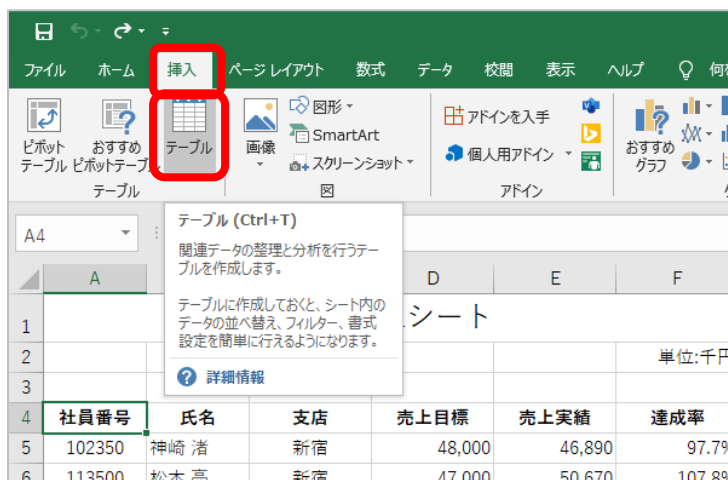 ファイル ホーム 挿入 ページ レイアウト 数式 データ 校閲 表示 ヘルプ
ピボット
テーブル
おすすめ
テーブル
画像
図形
SmartArt
スクリーンショット
アドインを入手
個人用アドイン
おすすめ
グラフ
テーブル 図 アドイン
A4
テーブル (Ctrl+T)
関連データの整理と分析を行うテー
ブルを作成します。
テーブルに作成しておくと、シート内の
データの並べ替え、フィルター、書式
設定を簡単に行えるようになります。
詳細情報
A D E F
1 シート
2 単位:千円
3
4 社員番号 氏名 支店 売上目標 売上実績 達成率
5 102350 神崎 渚 新宿 48,000 46,890 97.7%
6 113500 松本 亮 新宿 47,000 50,670 107.8%